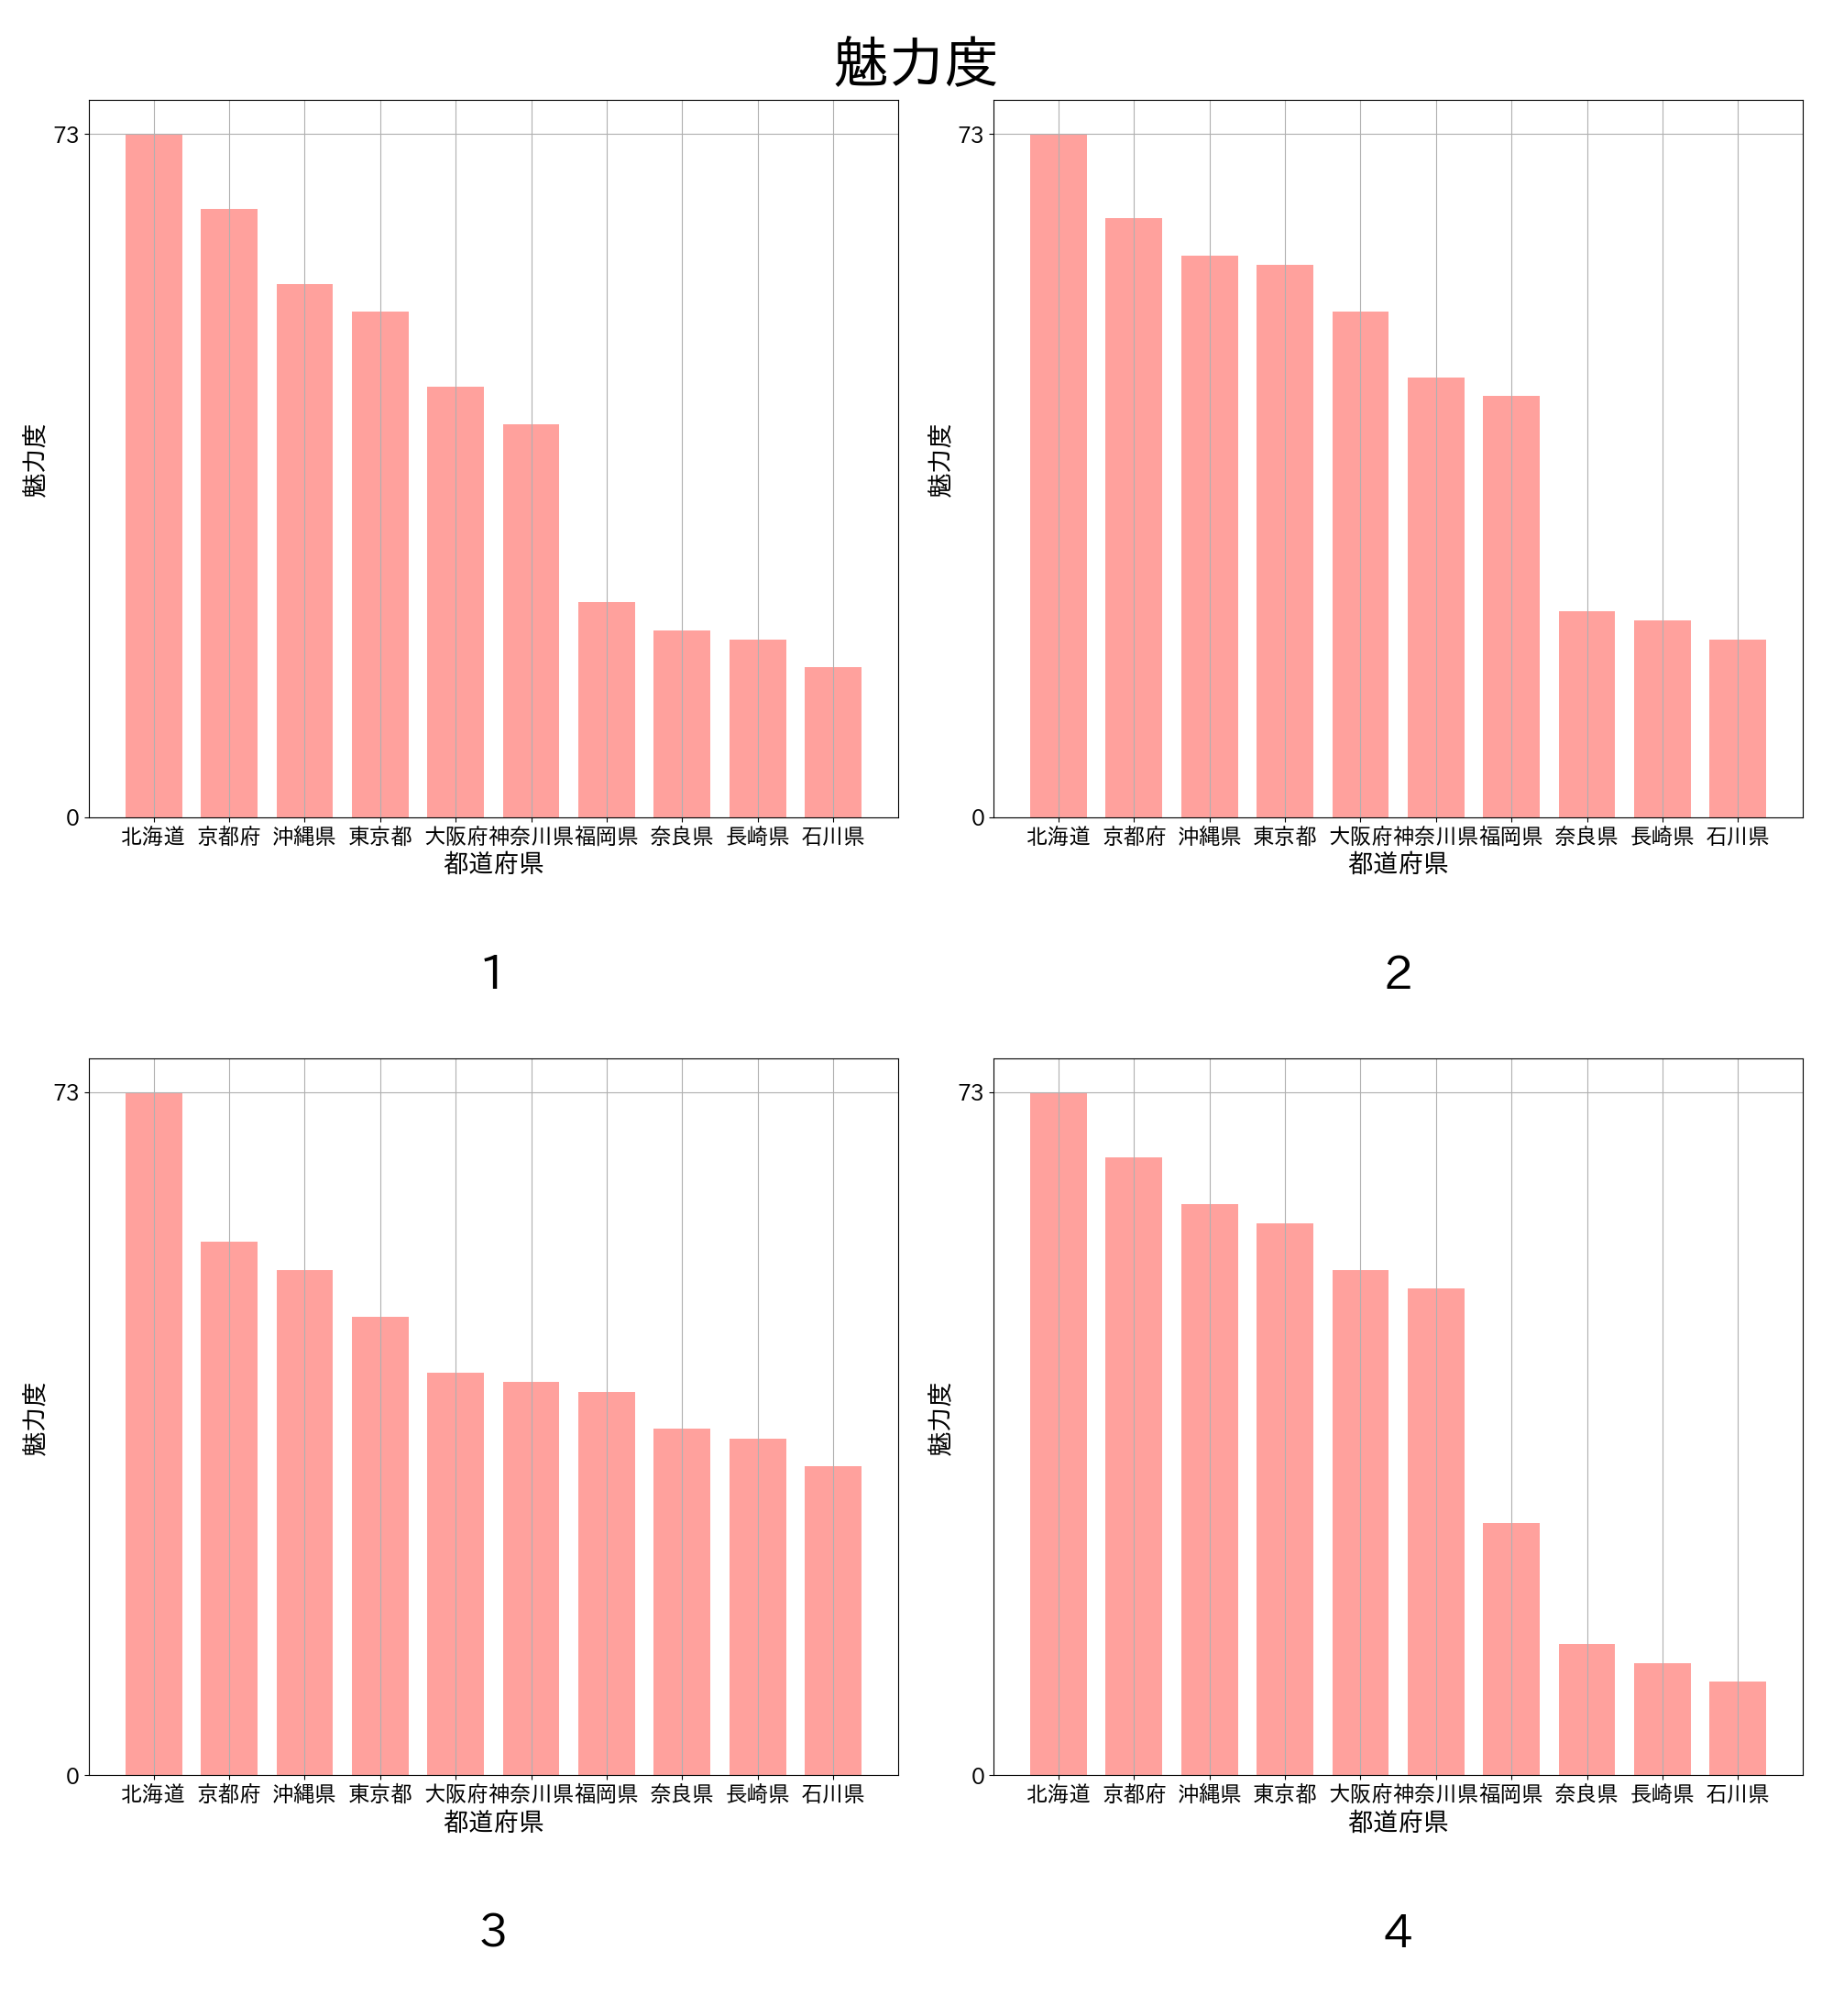 魅力度
73
0
魅力度
北海道 京都府 沖縄県 東京都 大阪府 神奈川県 福岡県 奈良県 長崎県 石川県
都道府県
1
73
0
魅力度
北海道 京都府 沖縄県 東京都 大阪府 神奈川県 福岡県 奈良県 長崎県 石川県
都道府県
2
73
0
魅力度
北海道 京都府 沖縄県 東京都 大阪府 神奈川県 福岡県 奈良県 長崎県 石川県
都道府県
3
73
0
魅力度
北海道 京都府 沖縄県 東京都 大阪府 神奈川県 福岡県 奈良県 長崎県 石川県
都道府県
4